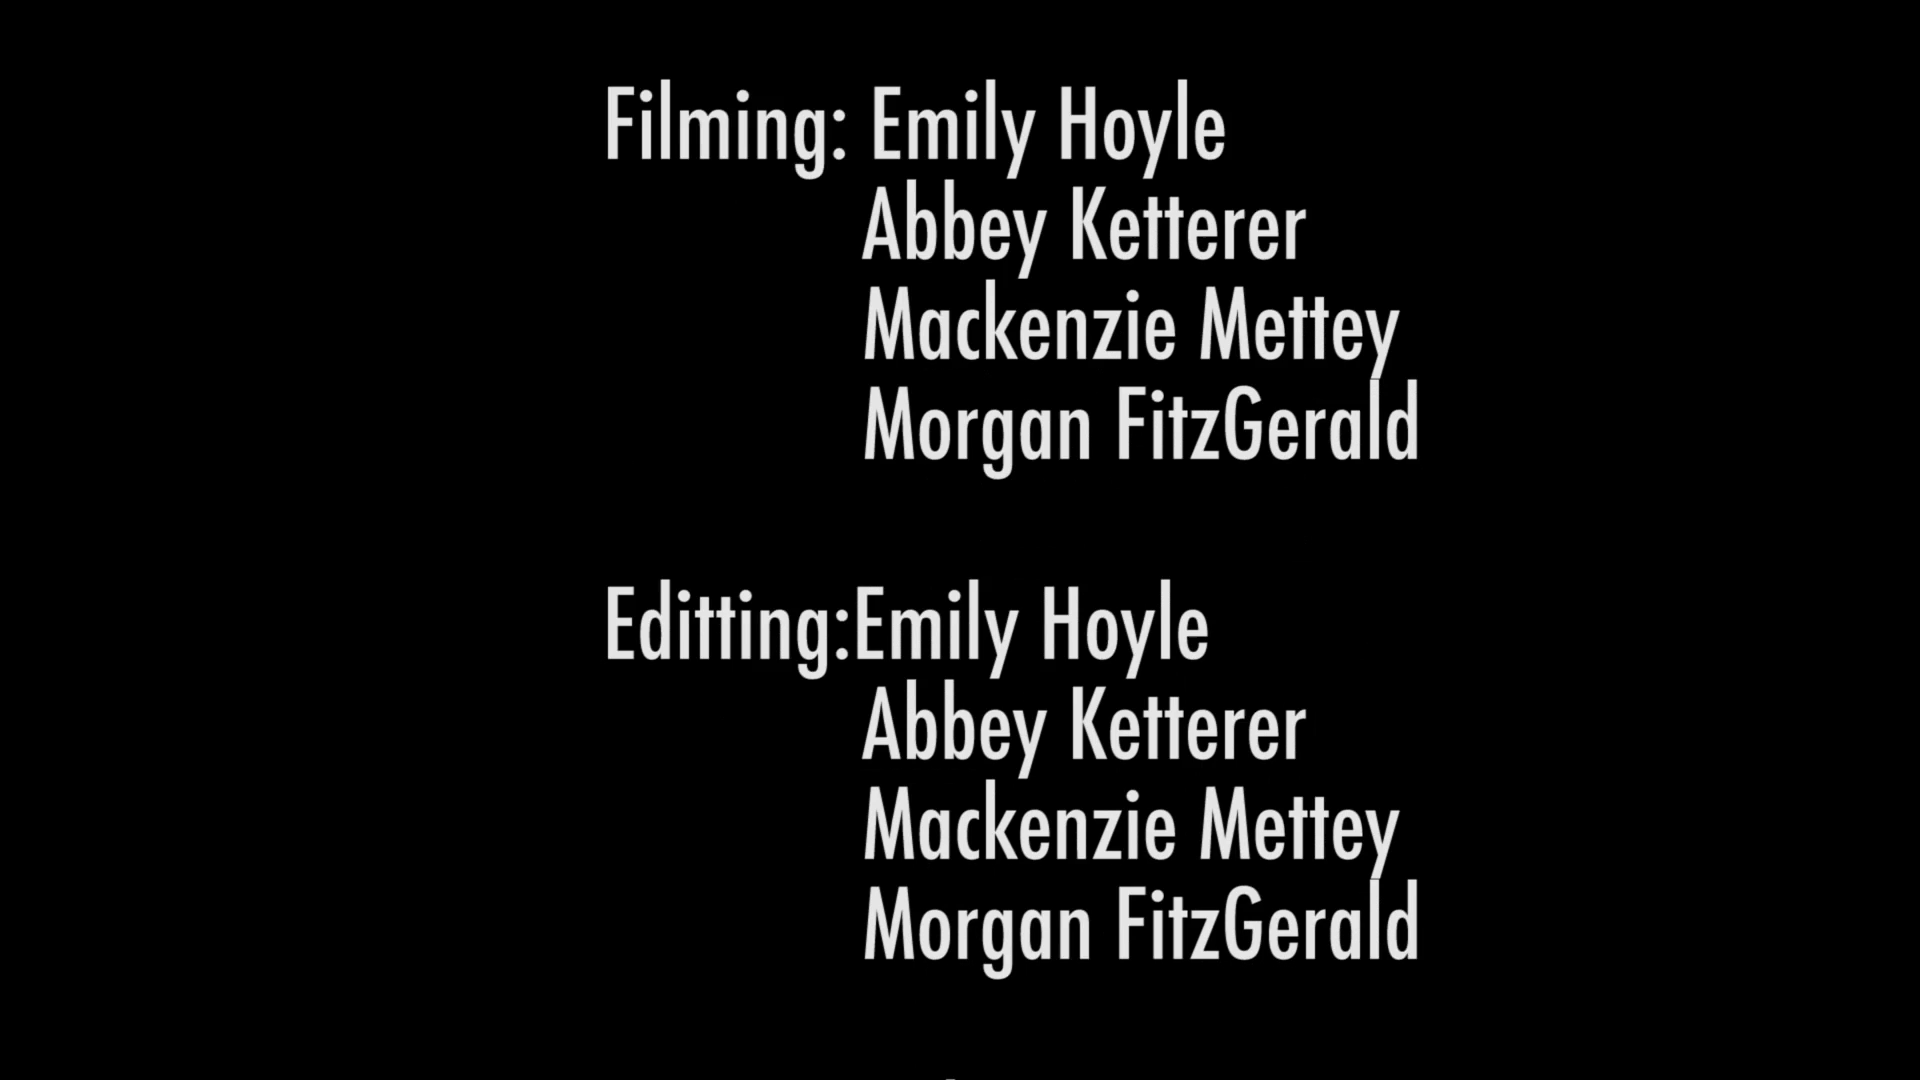 Filming: Emily Hoyle
Abbey Ketterer
Mackenzie Mettey
Morgan FitzGerald
Editting:Emily Hoyle
Abbey Ketterer
Mackenzie Mettey
Morgan FitzGerald